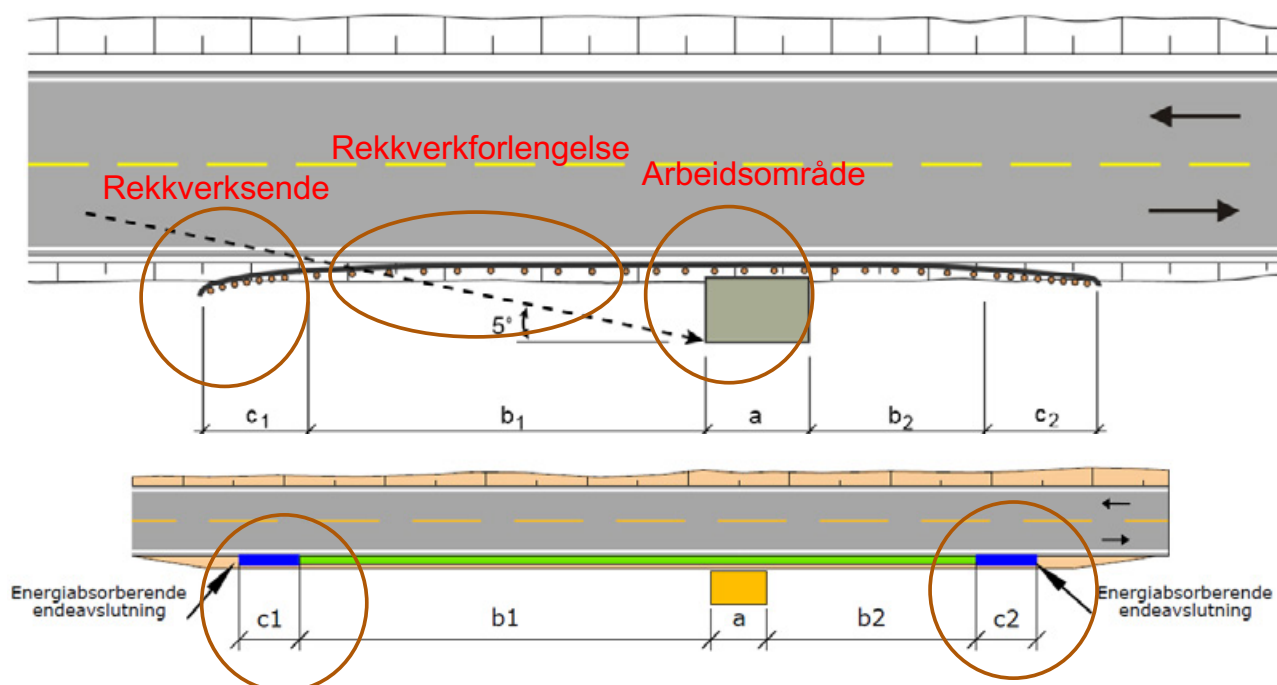 Rekkverkforlengelse
Arbeidsområde
Rekkverksende
5°
c₁
b₁
a
b₂
c₂
Energiabsorberende
endeavslutning
c1
b1
a
b2
c2
Energiabsorberende
endeavslutning